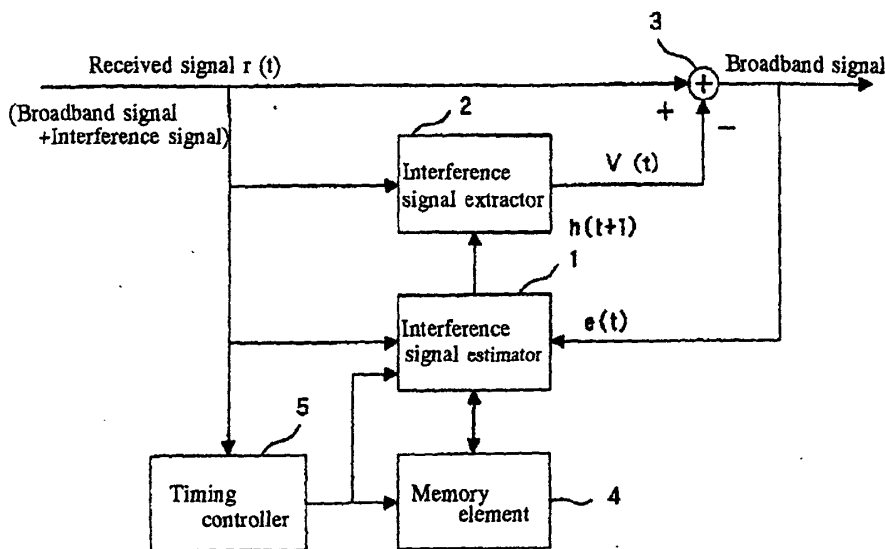 3
Received signal r (t)
Broadband signal
(Broadband signal
+Interference signal)
+
+
−
2
Interference
signal extractor
V (t)
h(t+1)
1
Interference
signal estimator
e(t)
5
Timing
controller
Memory
element
4